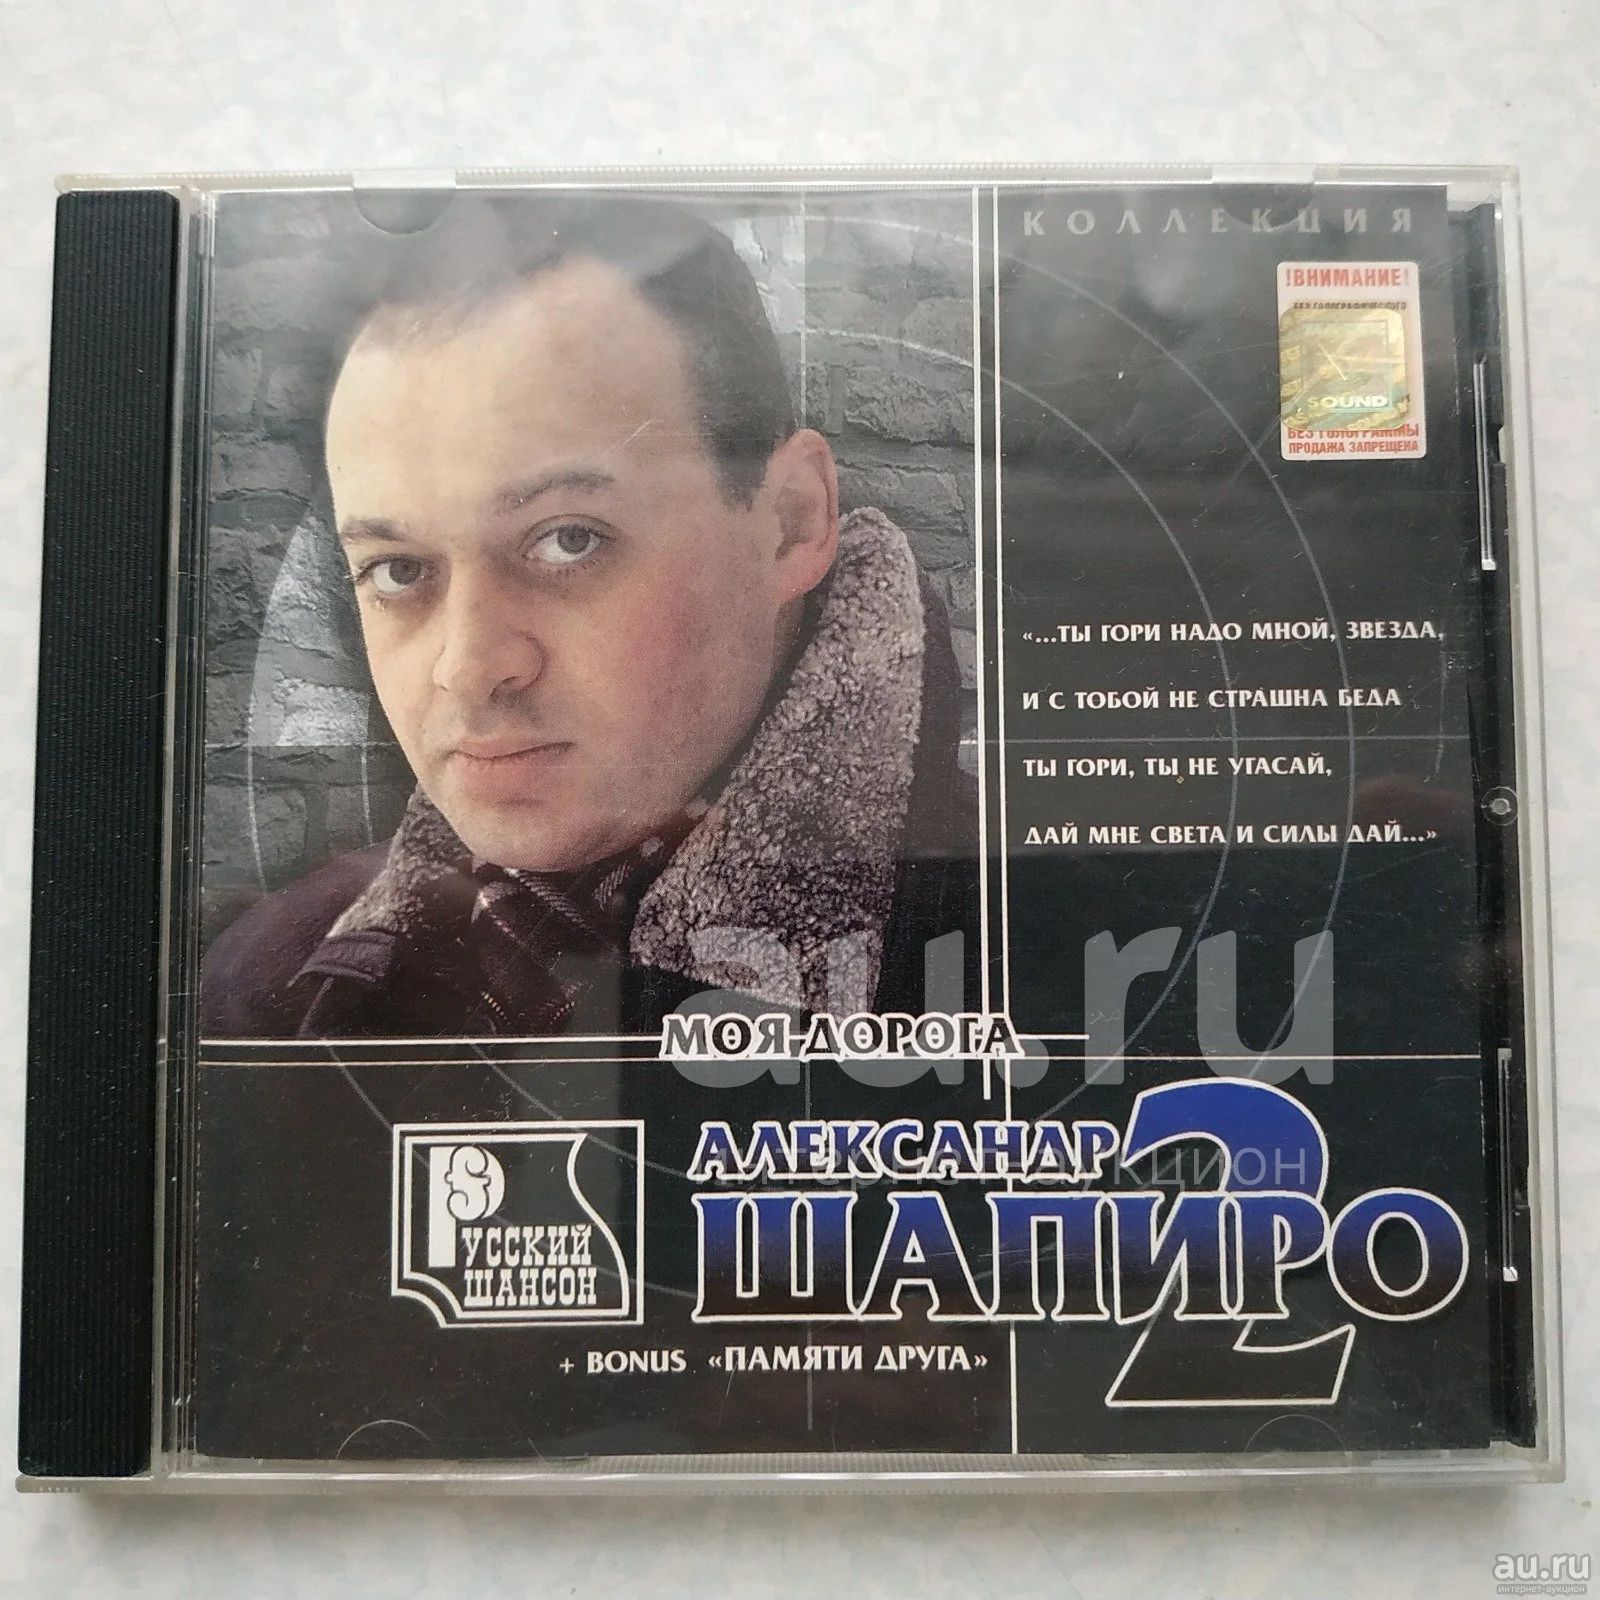 КОЛЛЕКЦИЯ
!ВНИМАНИЕ!
SOUND
БЕЗ ГОЛОГРАММЫ
ПРОДАЖА ЗАПРЕЩЕНА
«...ТЫ ГОРИ НАДО МНОЙ, ЗВЕЗДА,
И С ТОБОЙ НЕ СТРАШНА БЕДА
ТЫ ГОРИ, ТЫ НЕ УГАСАЙ,
ДАЙ МНЕ СВЕТА И СИЛЫ ДАЙ...»
au.ru
интернет-аукцион
МОЯ ДОРОГА
АЛЕКСАНДР
ШАПИРО
2
РУССКИЙ
ШАНСОН
+ BONUS «ПАМЯТИ ДРУГА»
au.ru
интернет-аукцион